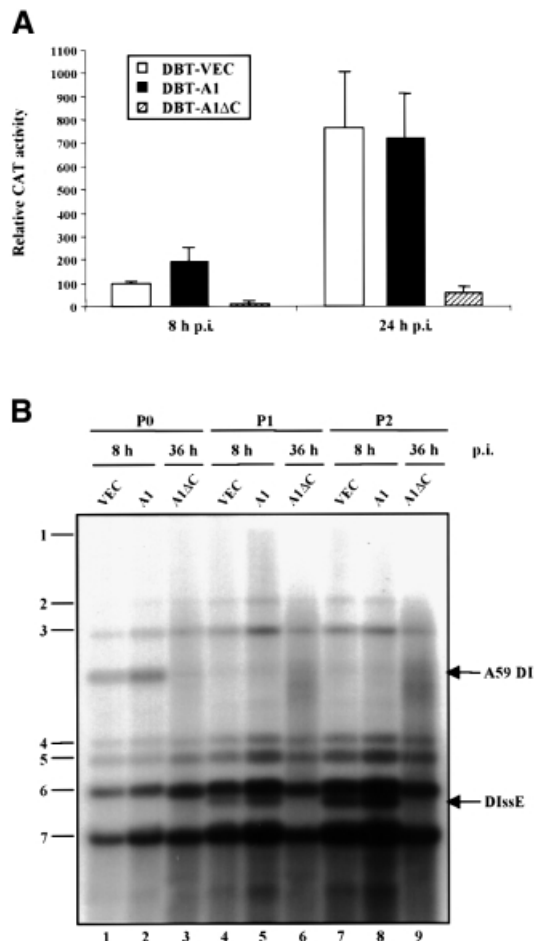 A
1100
1000
900
800
700
600
500
400
300
200
100
0
Relative CAT activity
DBT-VEC
DBT-A1
DBT-A1ΔC
8 h p.i.
24 h p.i.
B
P0 P1 P2
8 h 36 h 8 h 36 h 8 h 36 h p.i.
VEC A1 A1ΔC VEC A1 A1ΔC VEC A1 A1ΔC
1
2
3
A59 DI
4
5
6
DIssE
7
1 2 3 4 5 6 7 8 9